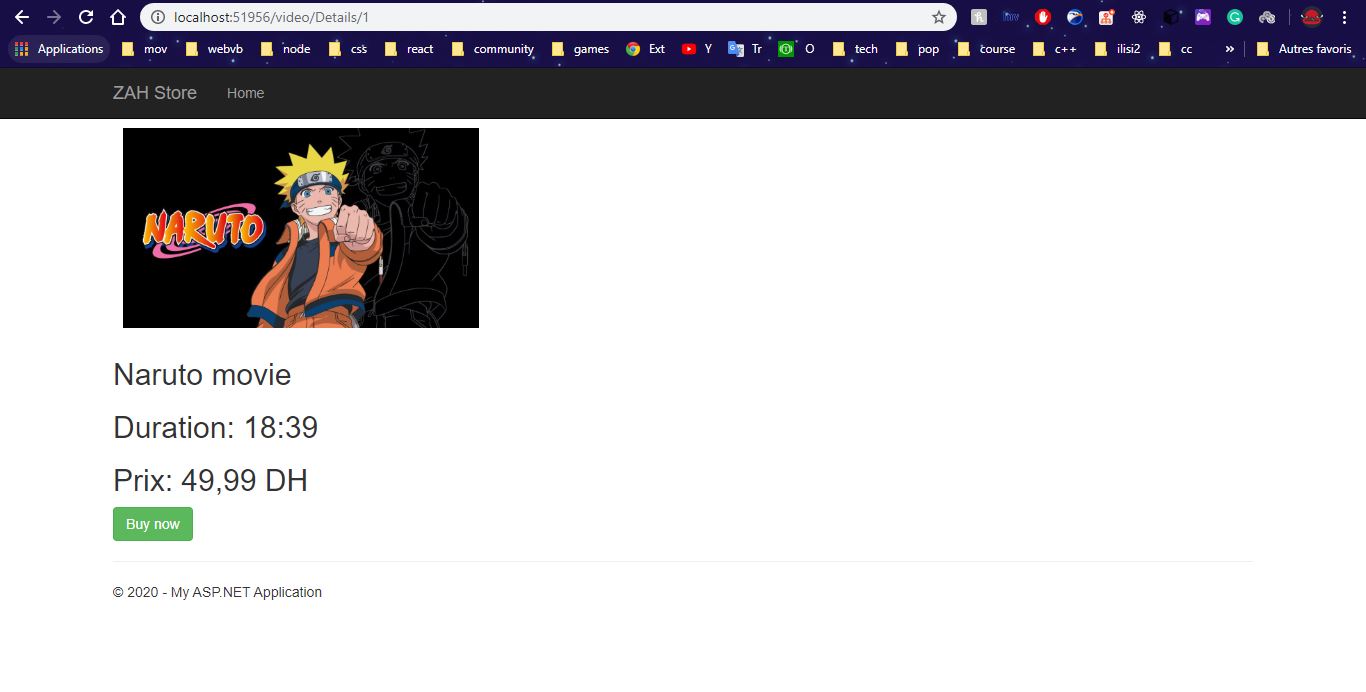 localhost:51956/video/Details/1
Applications mov webvb node css react community games Ext Y Tr O tech pop course c++ ilisi2 cc » Autres favoris
ZAH Store Home
NARUTO
Naruto movie
Duration: 18:39
Prix: 49,99 DH
Buy now
© 2020 - My ASP.NET Application